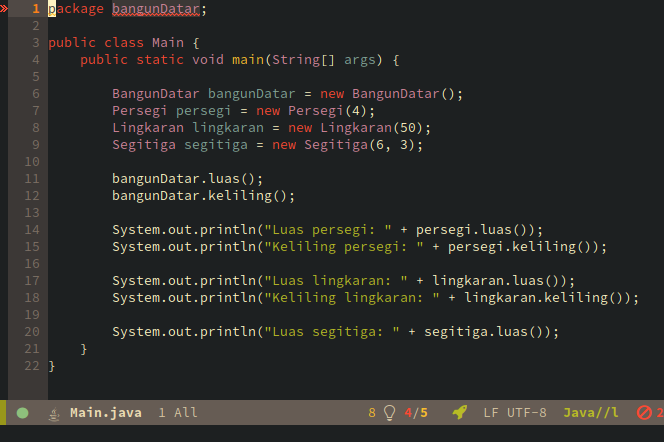 » 1 package bangunDatar;
2
3 public class Main {
4 public static void main(String[] args) {
5
6 BangunDatar bangunDatar = new BangunDatar();
7 Persegi persegi = new Persegi(4);
8 Lingkaran lingkaran = new Lingkaran(50);
9 Segitiga segitiga = new Segitiga(6, 3);
10
11 bangunDatar.luas();
12 bangunDatar.keliling();
13
14 System.out.println("Luas persegi: " + persegi.luas());
15 System.out.println("Keliling persegi: " + persegi.keliling());
16
17 System.out.println("Luas lingkaran: " + lingkaran.luas());
18 System.out.println("Keliling lingkaran: " + lingkaran.keliling());
19
20 System.out.println("Luas segitiga: " + segitiga.luas());
21 }
22 }
Main.java 1 All 8 4/5 LF UTF-8 Java//l 2